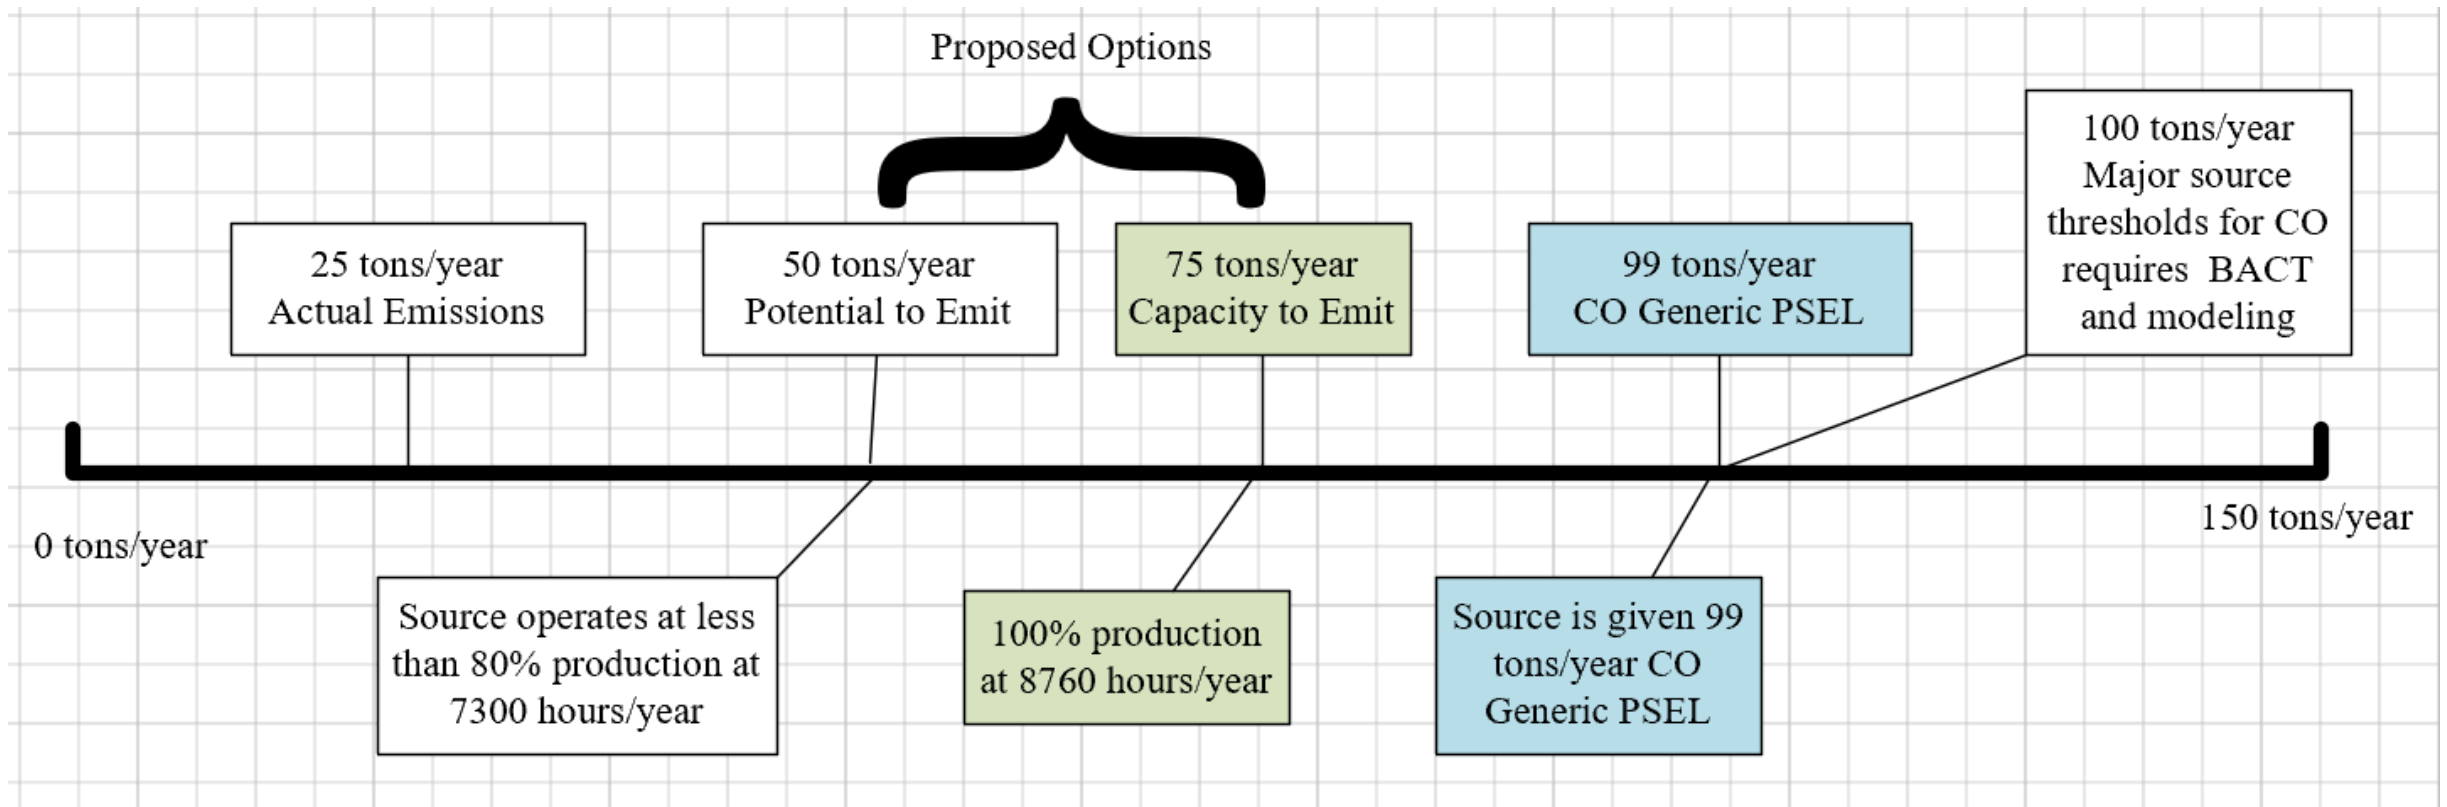 Proposed Options
25 tons/year
Actual Emissions
50 tons/year
Potential to Emit
75 tons/year
Capacity to Emit
99 tons/year
CO Generic PSEL
100 tons/year
Major source
thresholds for CO
requires BACT
and modeling
0 tons/year
150 tons/year
Source operates at less
than 80% production at
7300 hours/year
100% production
at 8760 hours/year
Source is given 99
tons/year CO
Generic PSEL